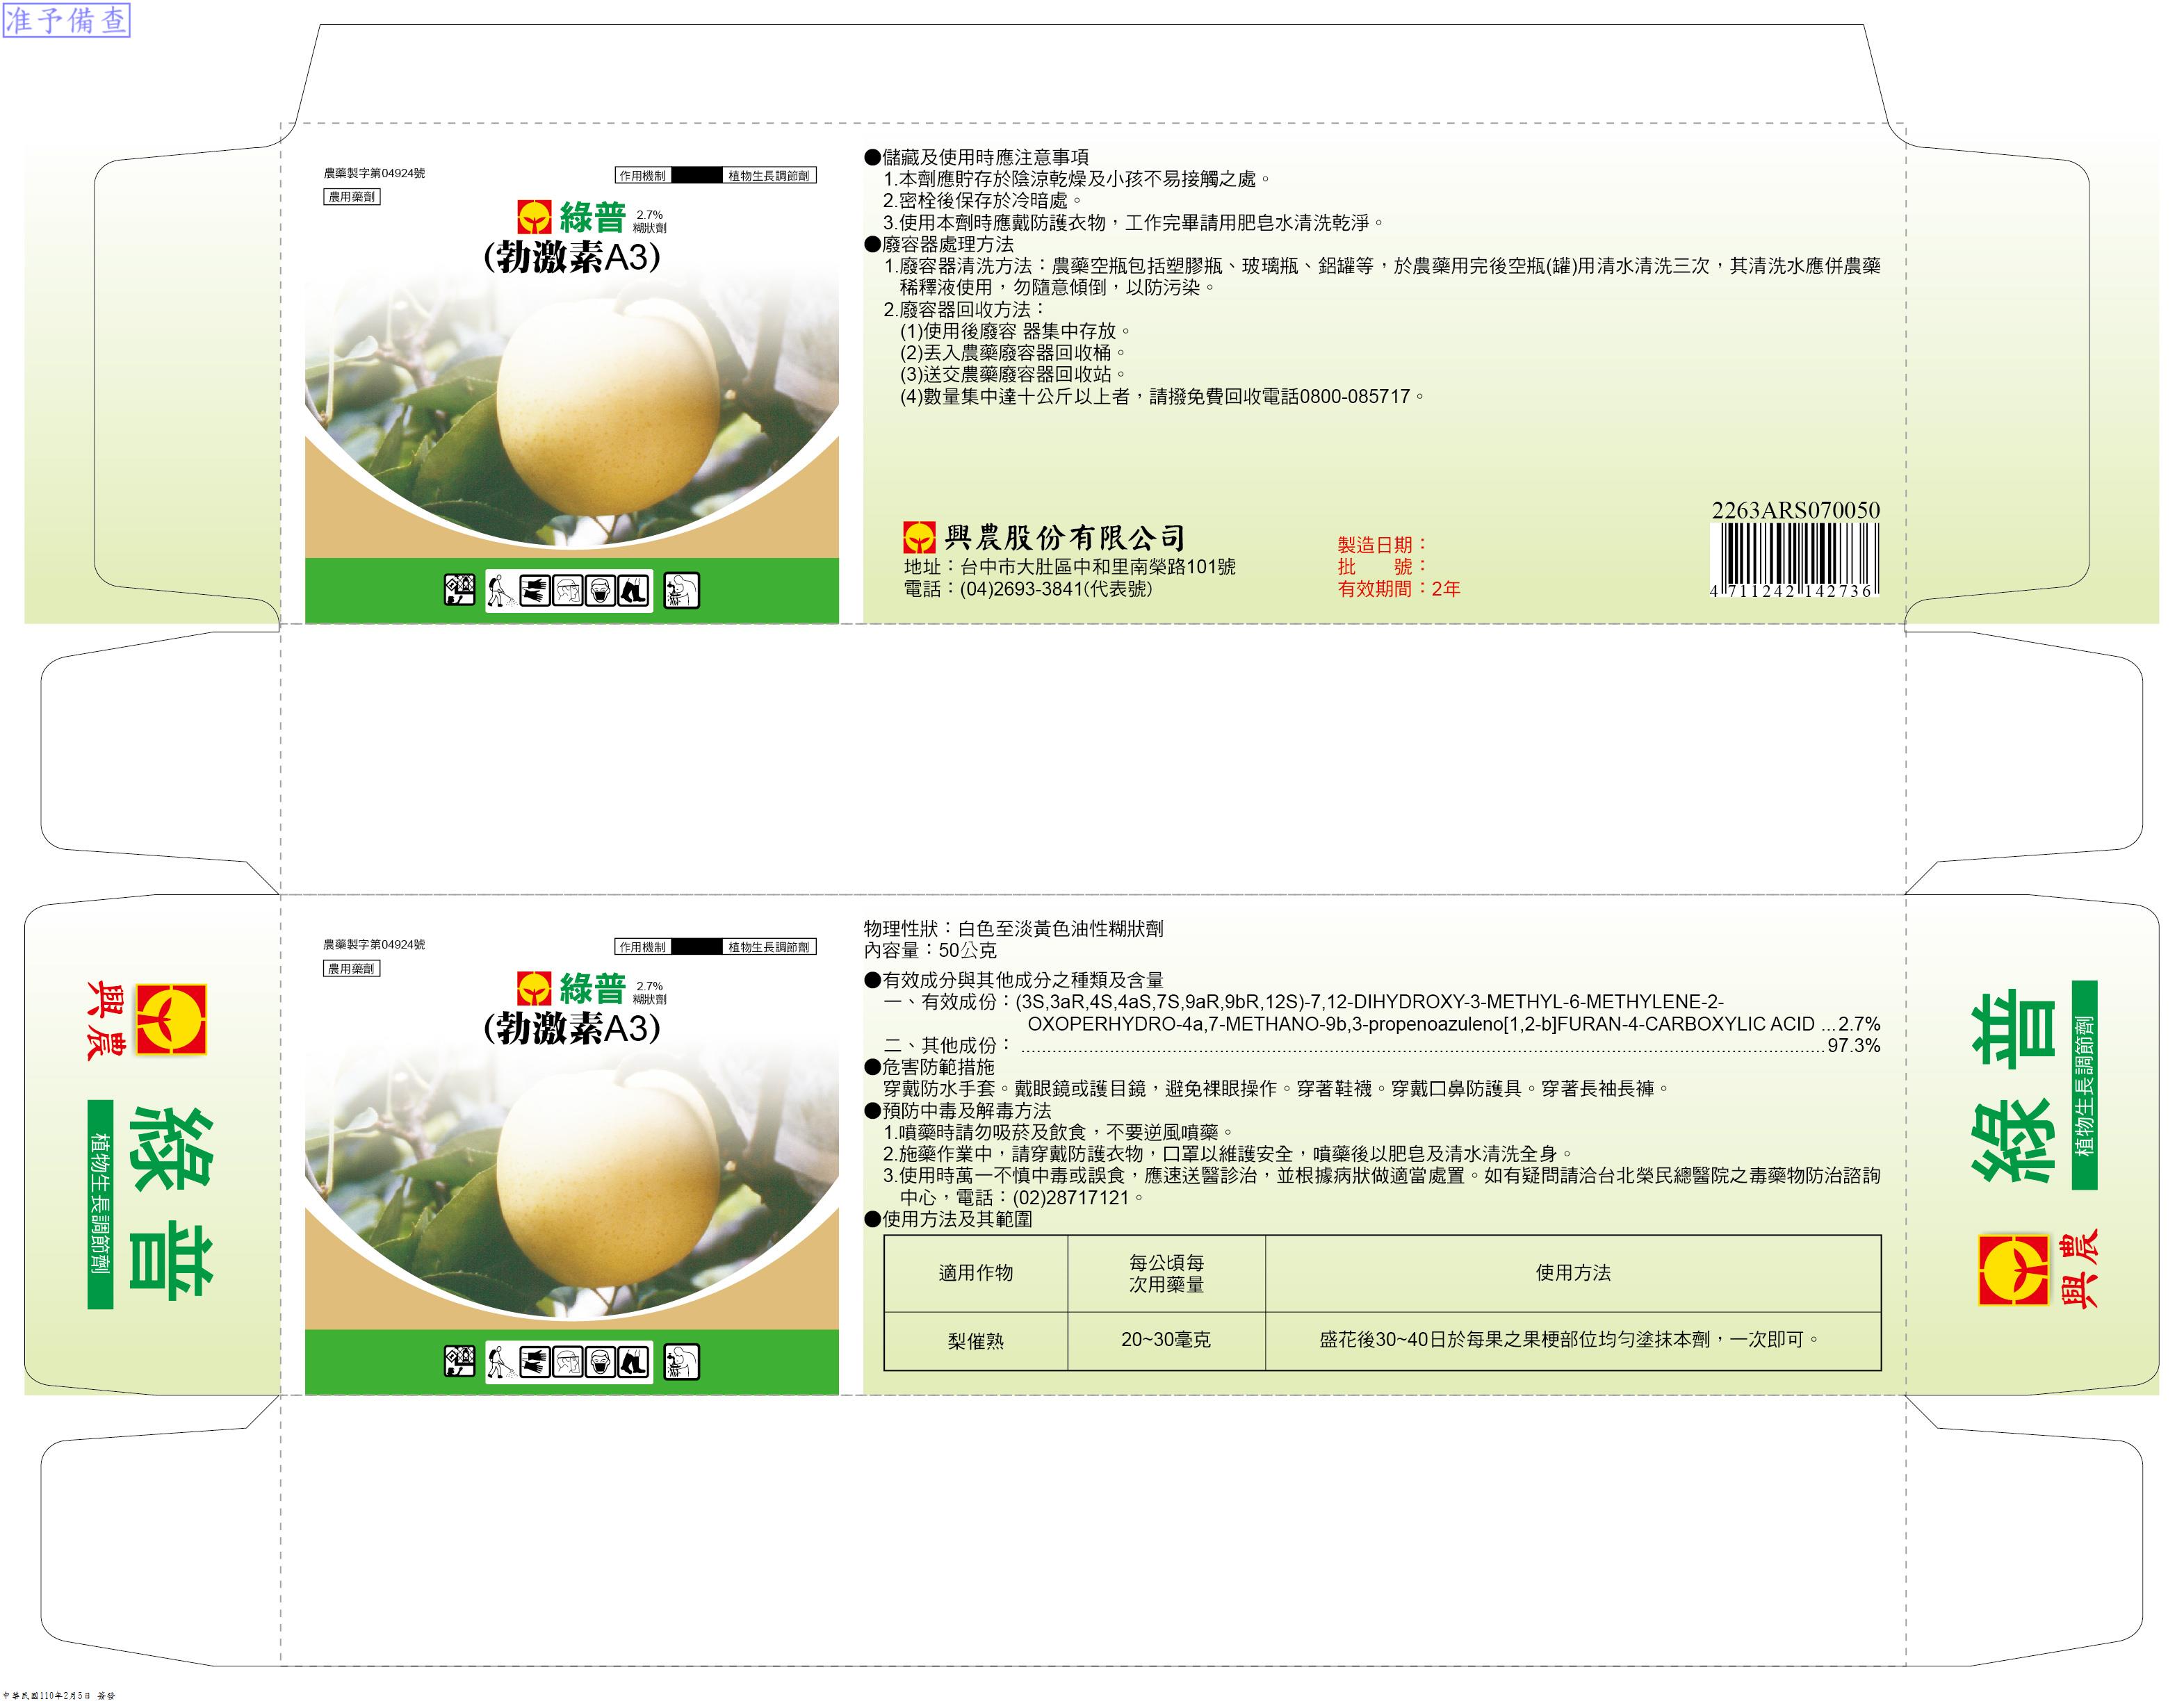 准予備查
農藥製字第04924號
農用藥劑
作用機制 植物生長調節劑
綠普 2.7%
糊狀劑
(勃激素A3)
●儲藏及使用時應注意事項
1.本劑應貯存於陰涼乾燥及小孩不易接觸之處。
2.密栓後保存於冷暗處。
3.使用本劑時應戴防護衣物，工作完畢請用肥皂水清洗乾淨。
●廢容器處理方法
1.廢容器清洗方法：農藥空瓶包括塑膠瓶、玻璃瓶、鋁罐等，於農藥用完後空瓶(罐)用清水清洗三次，其清洗水應併農藥
稀釋液使用，勿隨意傾倒，以防污染。
2.廢容器回收方法：
(1)使用後廢容 器集中存放。
(2)丟入農藥廢容器回收桶。
(3)送交農藥廢容器回收站。
(4)數量集中達十公斤以上者，請撥免費回收電話0800-085717。
興農股份有限公司
地址：台中市大肚區中和里南榮路101號
電話：(04)2693-3841(代表號)
製造日期：
批　　號：
有效期間：2年
2263ARS070050
4 711242 142736
興農
綠普
植物生長調節劑
農藥製字第04924號
農用藥劑
作用機制 植物生長調節劑
綠普 2.7%
糊狀劑
(勃激素A3)
物理性狀：白色至淡黃色油性糊狀劑
內容量：50公克
●有效成分與其他成分之種類及含量
一、有效成份：(3S,3aR,4S,4aS,7S,9aR,9bR,12S)-7,12-DIHYDROXY-3-METHYL-6-METHYLENE-2-
OXOPERHYDRO-4a,7-METHANO-9b,3-propenoazuleno[1,2-b]FURAN-4-CARBOXYLIC ACID ...2.7%
二、其他成份： ........................................................................97.3%
●危害防範措施
穿戴防水手套。戴眼鏡或護目鏡，避免裸眼操作。穿著鞋襪。穿戴口鼻防護具。穿著長袖長褲。
●預防中毒及解毒方法
1.噴藥時請勿吸菸及飲食，不要逆風噴藥。
2.施藥作業中，請穿戴防護衣物，口罩以維護安全，噴藥後以肥皂及清水清洗全身。
3.使用時萬一不慎中毒或誤食，應速送醫診治，並根據病狀做適當處置。如有疑問請洽台北榮民總醫院之毒藥物防治諮詢
中心，電話：(02)28717121。
●使用方法及其範圍
適用作物 每公頃每 使用方法
次用藥量
梨催熟 20~30毫克 盛花後30~40日於每果之果梗部位均勻塗抹本劑，一次即可。
興農
綠普
植物生長調節劑
中華民國110年2月5日 簽發